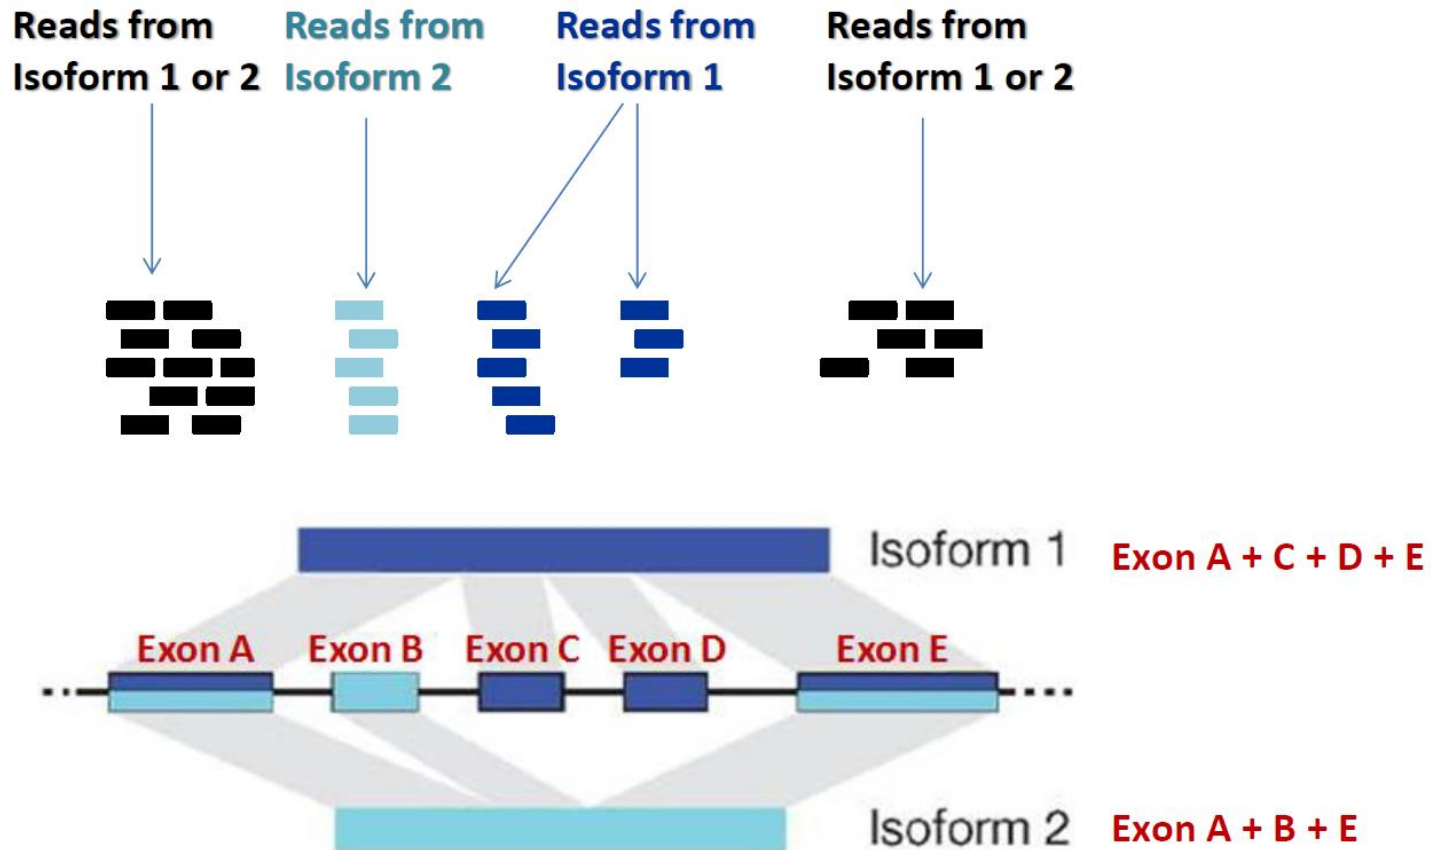 Reads from
Isoform 1 or 2
Reads from
Isoform 2
Reads from
Isoform 1
Reads from
Isoform 1 or 2
Isoform 1
Exon A + C + D + E
Exon A
Exon B
Exon C
Exon D
Exon E
Isoform 2
Exon A + B + E